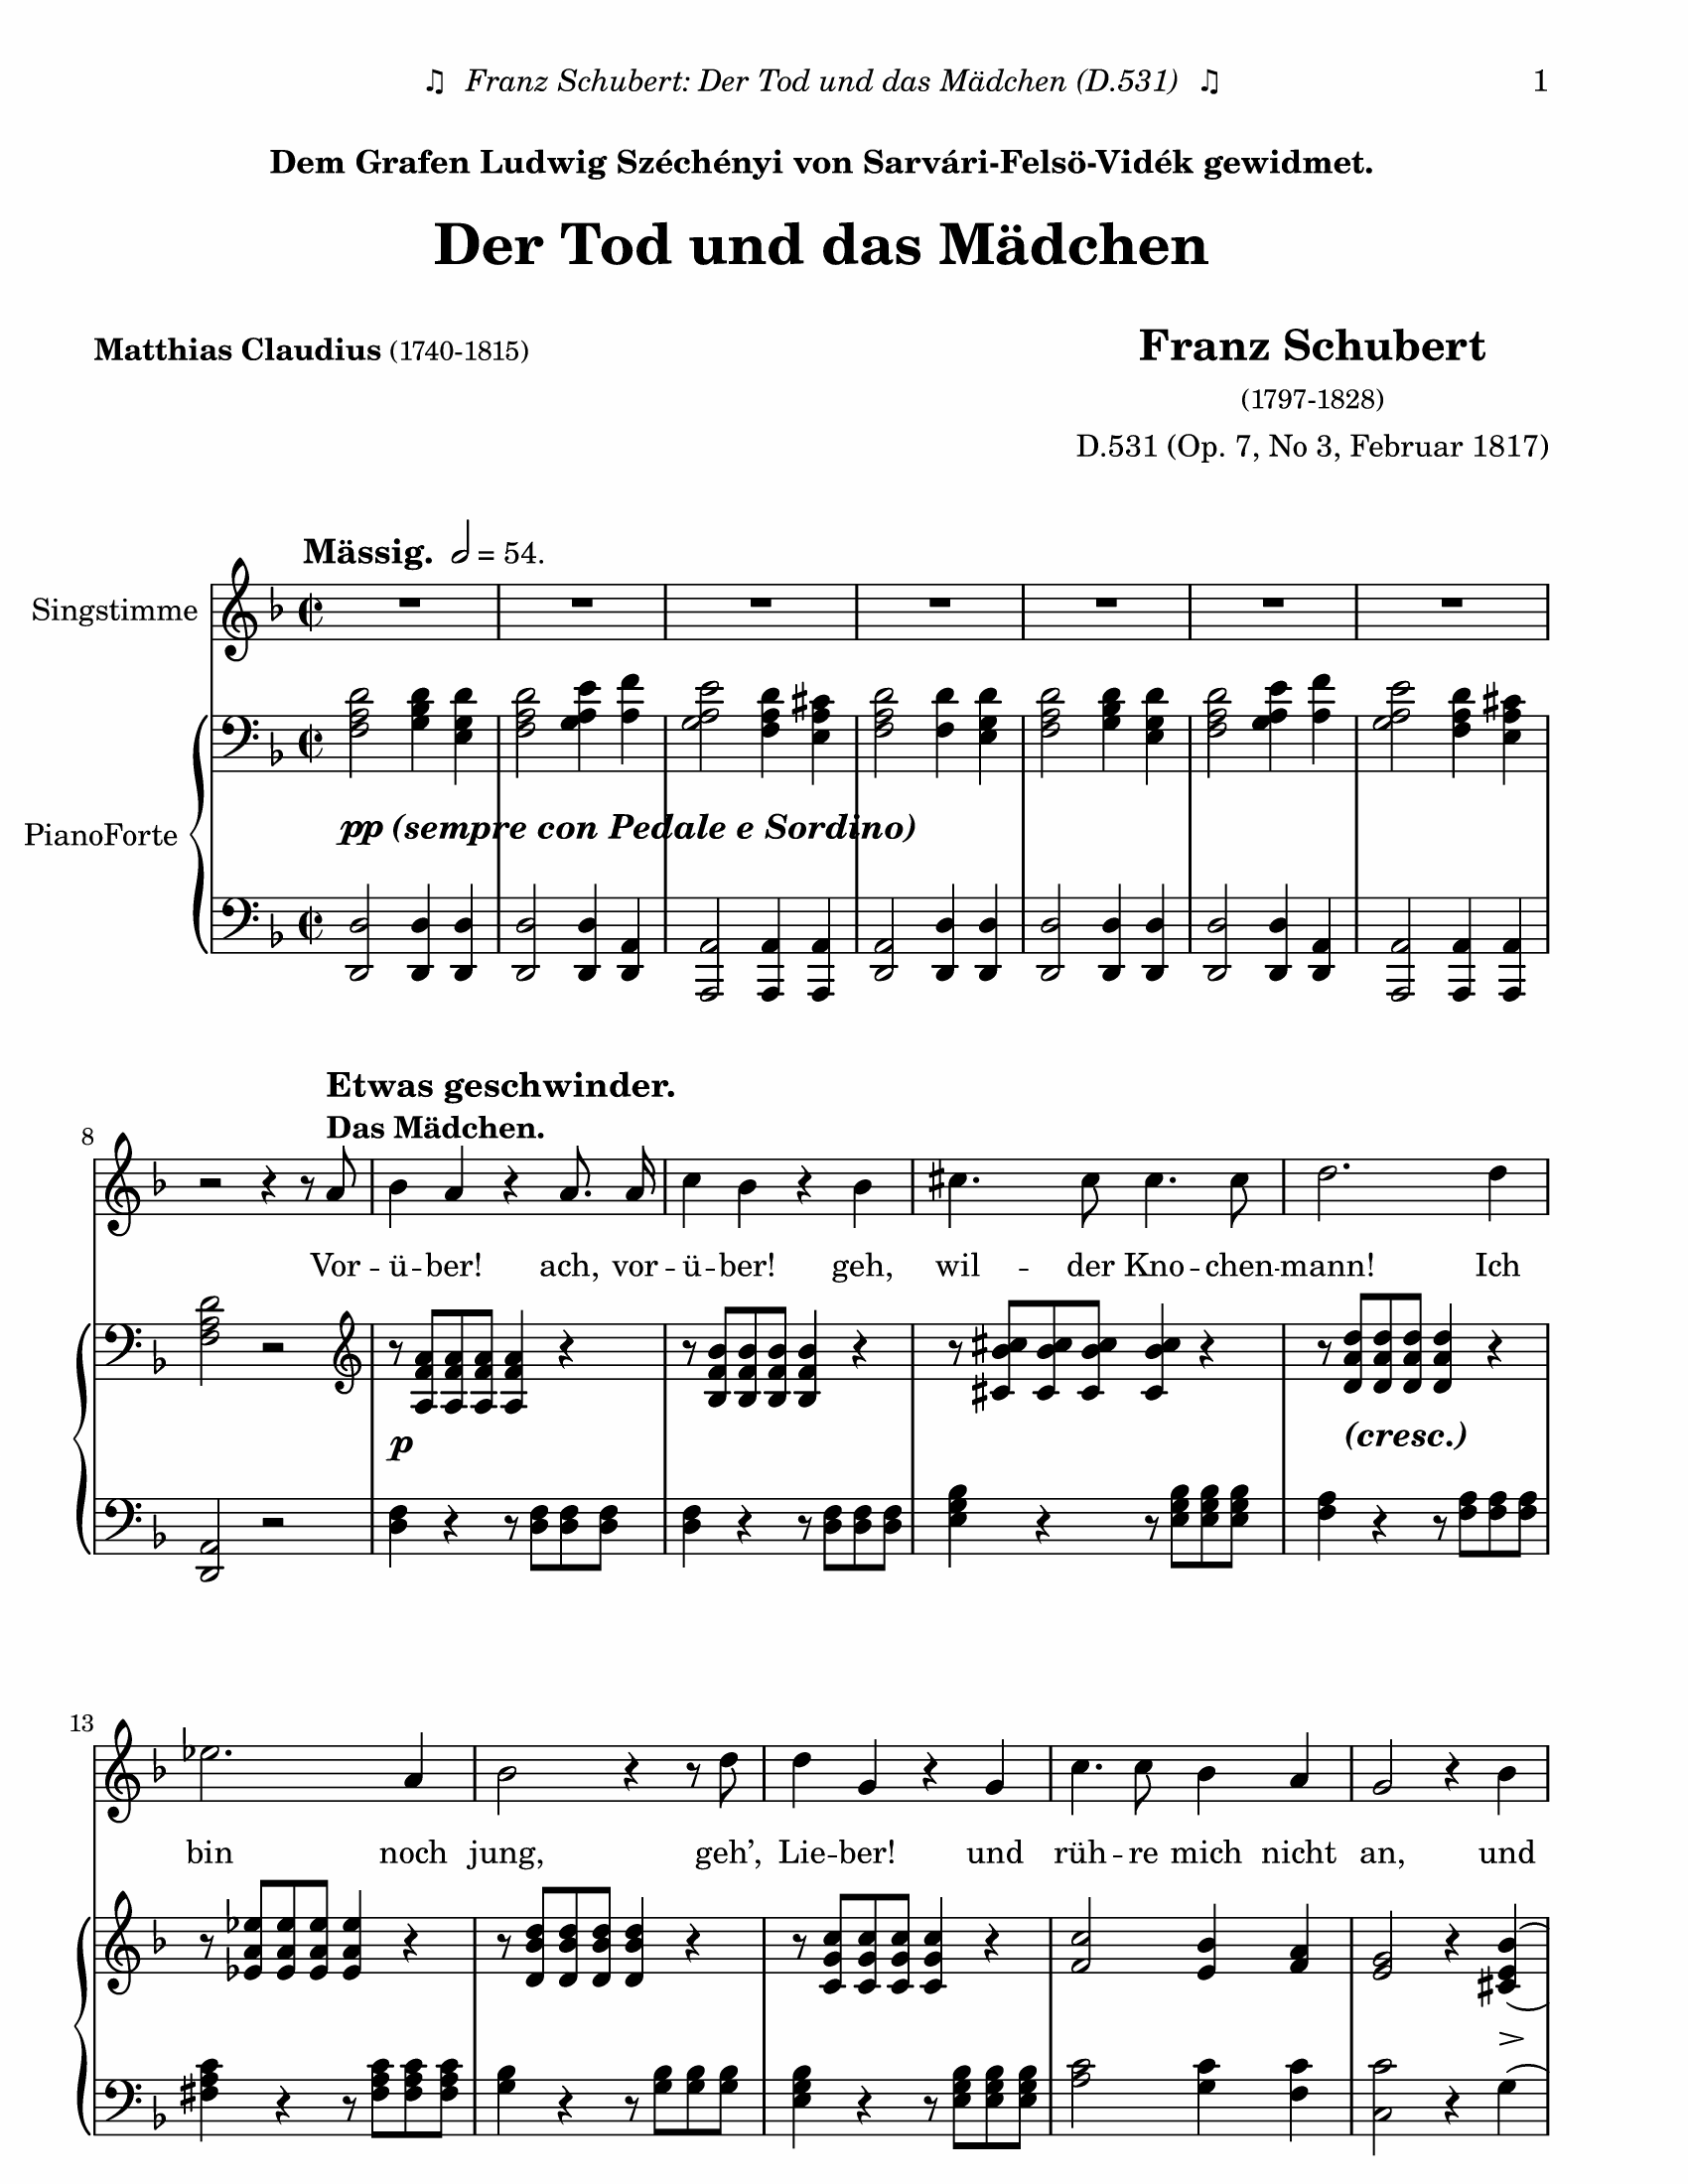 ♫ Franz Schubert: Der Tod und das Mädchen (D.531) ♫ 1
Dem Grafen Ludwig Széchényi von Sarvári-Felsö-Vidék gewidmet.
Der Tod und das Mädchen
Matthias Claudius (1740-1815)
Franz Schubert
(1797-1828)
D.531 (Op. 7, No 3, Februar 1817)
Mässig. 𝅗𝅥 = 54.
Singstimme
PianoForte
pp (sempre con Pedale e Sordino)
Etwas geschwinder.
Das Mädchen.
8
Vor - ü - ber! ach, vor - ü - ber! geh, wil - der Kno - chen - mann! Ich
p (cresc.)
13
bin noch jung, geh’, Lie - ber! und rüh - re mich nicht an, und